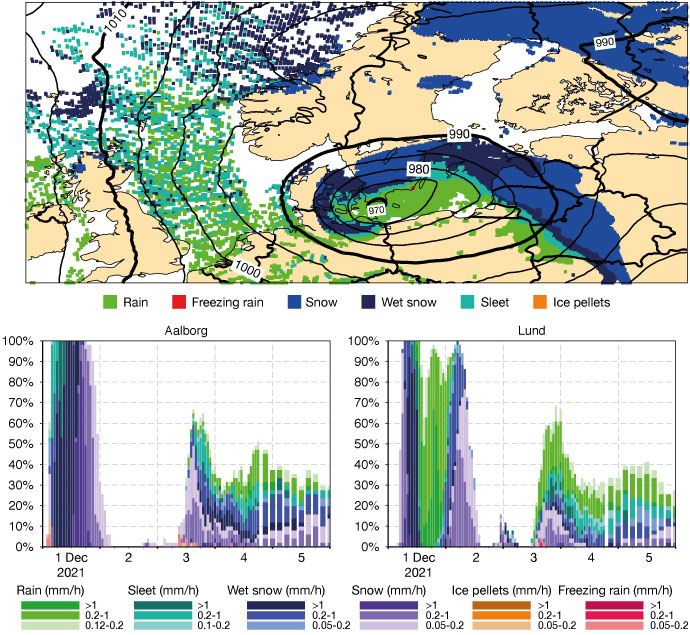 1010
990
990
980
970
1000
Rain Freezing rain Snow Wet snow Sleet Ice pellets
Aalborg Lund
100% 100%
90% 90%
80% 80%
70% 70%
60% 60%
50% 50%
40% 40%
30% 30%
20% 20%
10% 10%
0% 0%
1 Dec 2 3 4 5 1 Dec 2 3 4 5
2021 2021
Rain (mm/h) Sleet (mm/h) Wet snow (mm/h) Snow (mm/h) Ice pellets (mm/h) Freezing rain (mm/h)
>1 >1 >1 >1 >1 >1
0.2-1 0.2-1 0.2-1 0.2-1 0.2-1 0.2-1
0.12-0.2 0.1-0.2 0.05-0.2 0.05-0.2 0.05-0.2 0.05-0.2